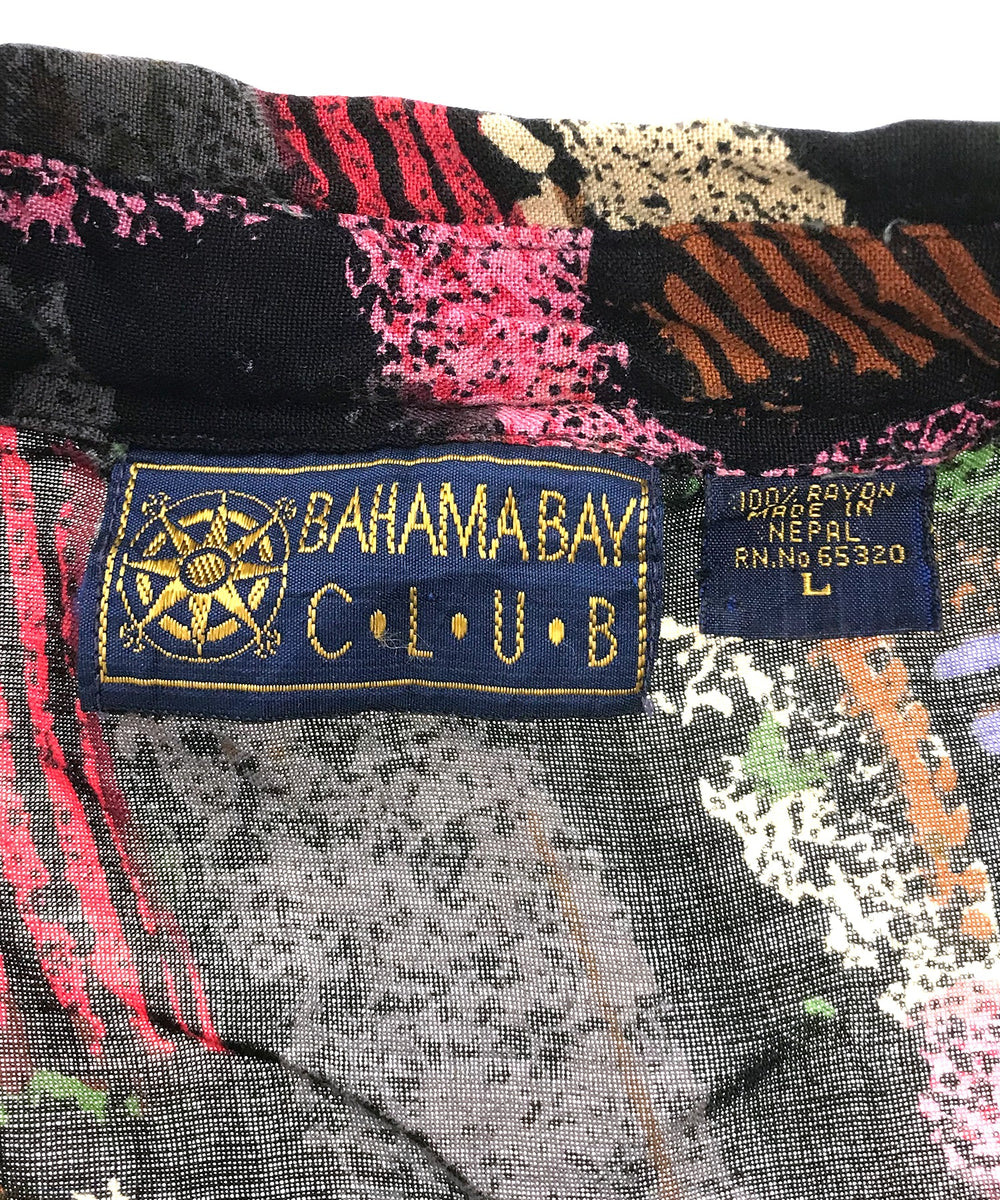 BAHAMA BAY
C•L•U•B
100% RAYON
MADE IN
NEPAL
RN.No 65320
L